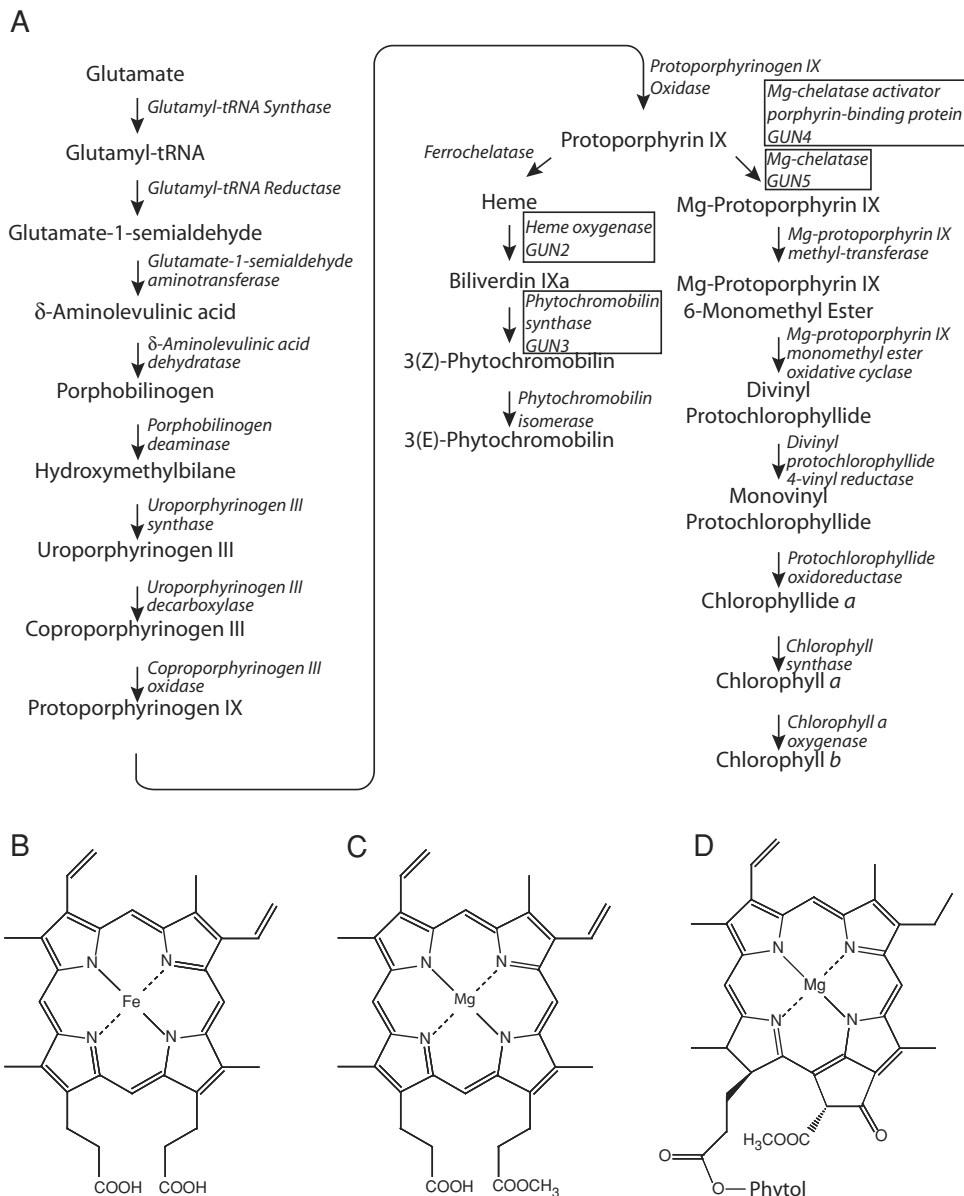 A
Glutamate
Glutamyl-tRNA Synthase
Glutamyl-tRNA
Glutamyl-tRNA Reductase
Glutamate-1-semialdehyde
Glutamate-1-semialdehyde
aminotransferase
δ-Aminolevulinic acid
δ-Aminolevulinic acid
dehydratase
Porphobilinogen
Porphobilinogen
deaminase
Hydroxymethylbilane
Uroporphyrinogen III
synthase
Uroporphyrinogen III
Uroporphyrinogen III
decarboxylase
Coproporphyrinogen III
Coproporphyrinogen III
oxidase
Protoporphyrinogen IX
Protoporphyrinogen IX
Oxidase
Protoporphyrin IX
Ferrochelatase
Heme
Heme oxygenase
GUN2
Biliverdin IXa
Phytochromobilin
synthase
GUN3
3(Z)-Phytochromobilin
Phytochromobilin
isomerase
3(E)-Phytochromobilin
Mg-chelatase activator
porphyrin-binding protein
GUN4
Mg-chelatase
GUN5
Mg-Protoporphyrin IX
Mg-protoporphyrin IX
methyl-transferase
Mg-Protoporphyrin IX
6-Monomethyl Ester
Mg-protoporphyrin IX
monomethyl ester
oxidative cyclase
Divinyl
Protochlorophyllide
Divinyl
protochlorophyllide
4-vinyl reductase
Monovinyl
Protochlorophyllide
Protochlorophyllide
oxidoreductase
Chlorophyllide a
Chlorophyll
synthase
Chlorophyll a
Chlorophyll a
oxygenase
Chlorophyll b
B
N
N
Fe
N
N
COOH
COOH
C
N
N
Mg
N
N
COOH
COOCH3
D
N
N
Mg
N
N
H3COOC
O
O
O
Phytol